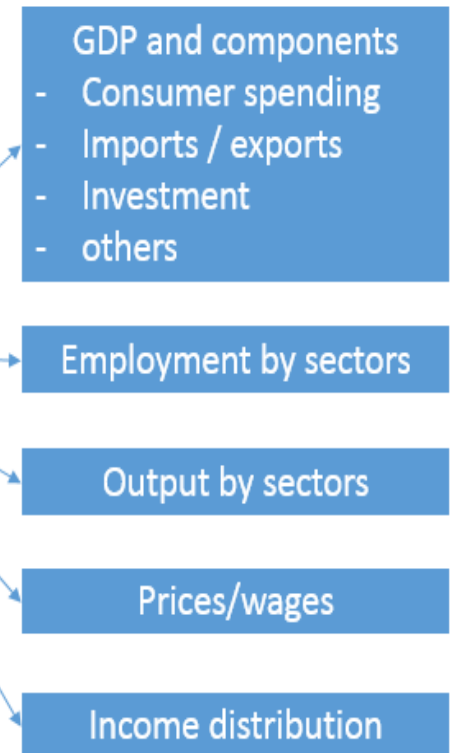 GDP and components
- Consumer spending
- Imports / exports
- Investment
- others
Employment by sectors
Output by sectors
Prices/wages
Income distribution